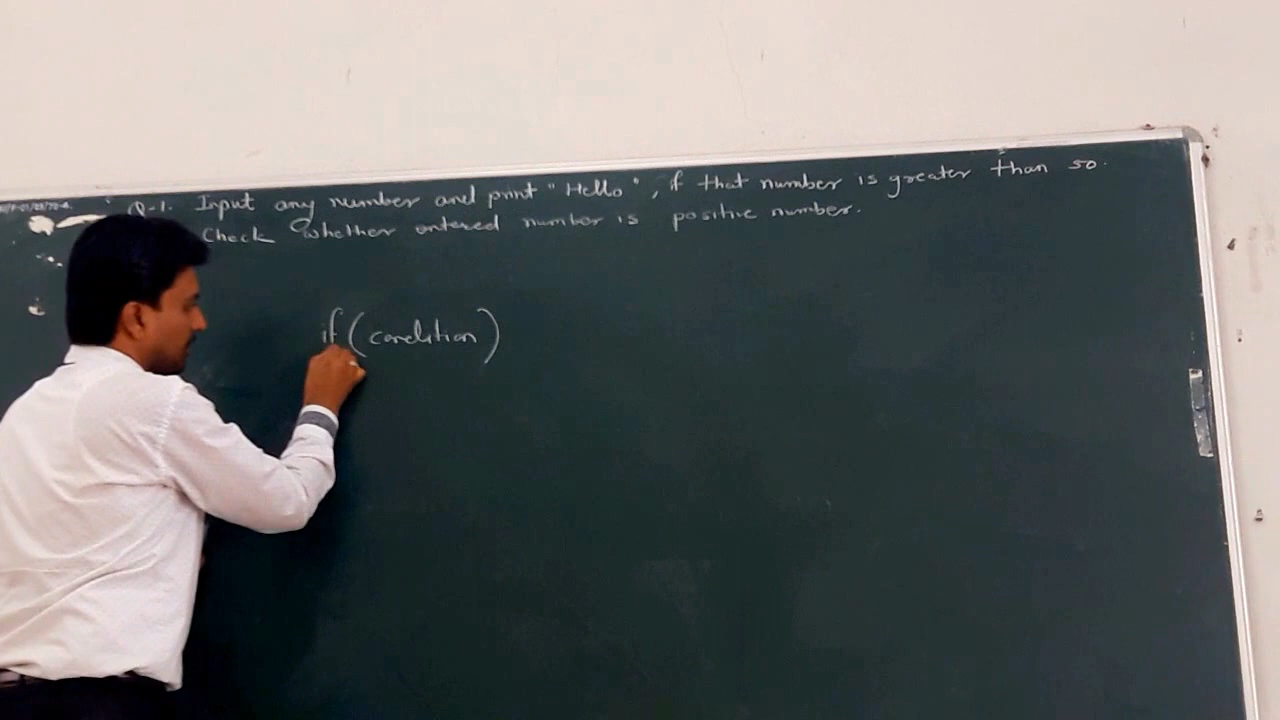 Q-1. Input any number and print "Hello", if that number is greater than 50.
Check whether entered number is positive number.
if (condition)